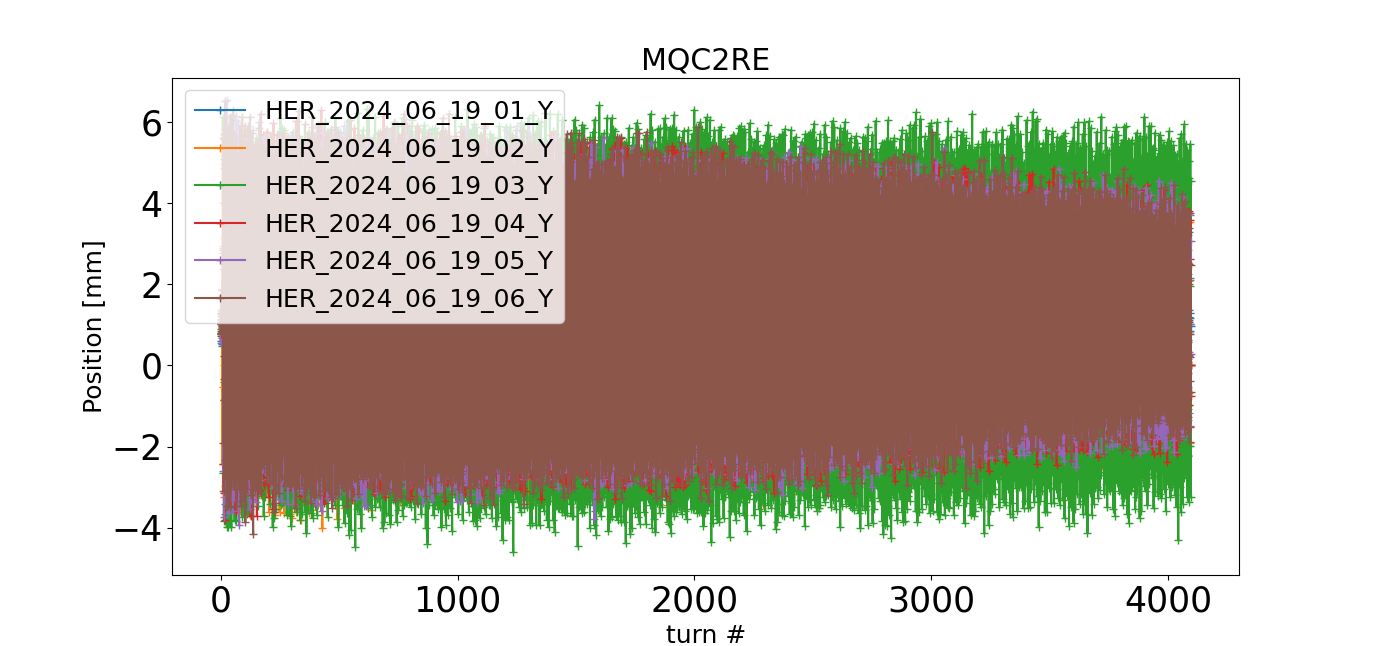 MQC2RE
HER_2024_06_19_01_Y
HER_2024_06_19_02_Y
HER_2024_06_19_03_Y
HER_2024_06_19_04_Y
HER_2024_06_19_05_Y
HER_2024_06_19_06_Y
6
4
2
0
−2
−4
Position [mm]
0 1000 2000 3000 4000
turn #